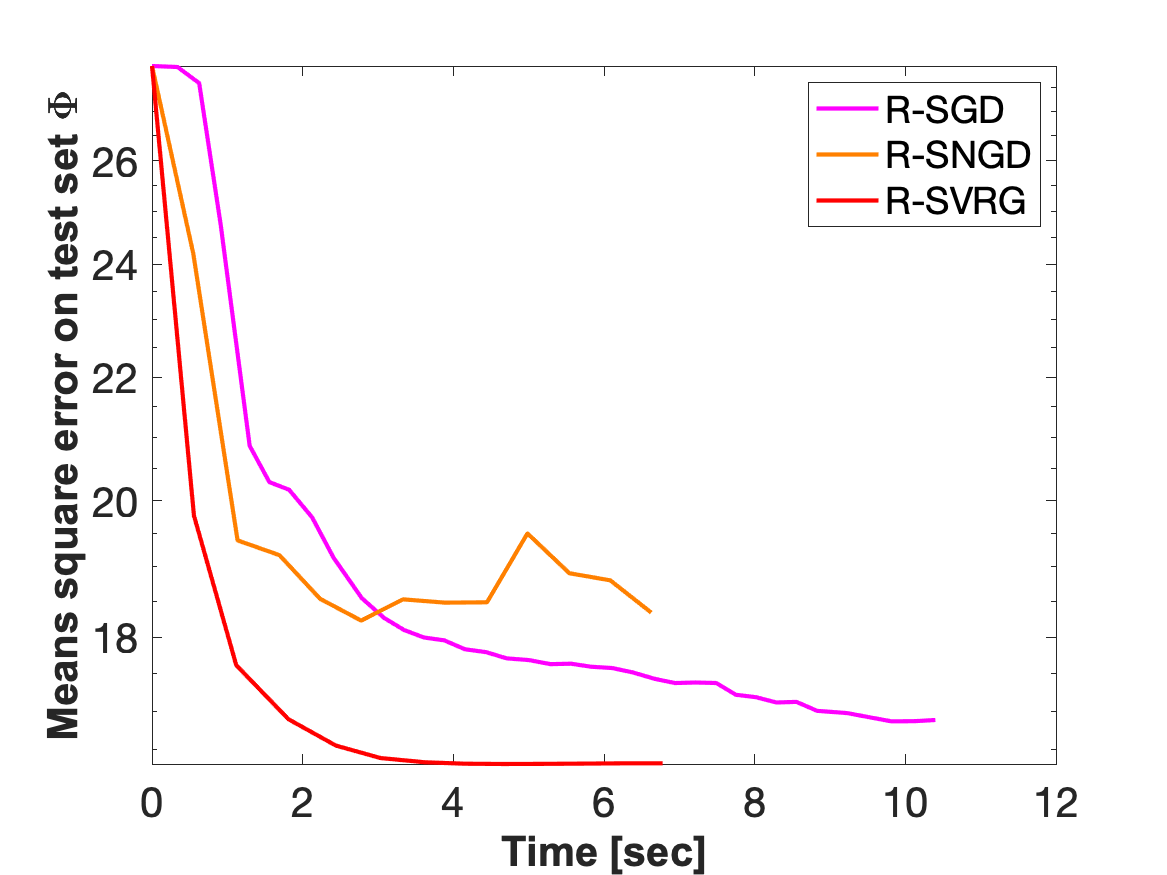 R-SGD
R-SNGD
R-SVRG
Means square error on test set Φ
26
24
22
20
18
0 2 4 6 8 10 12
Time [sec]